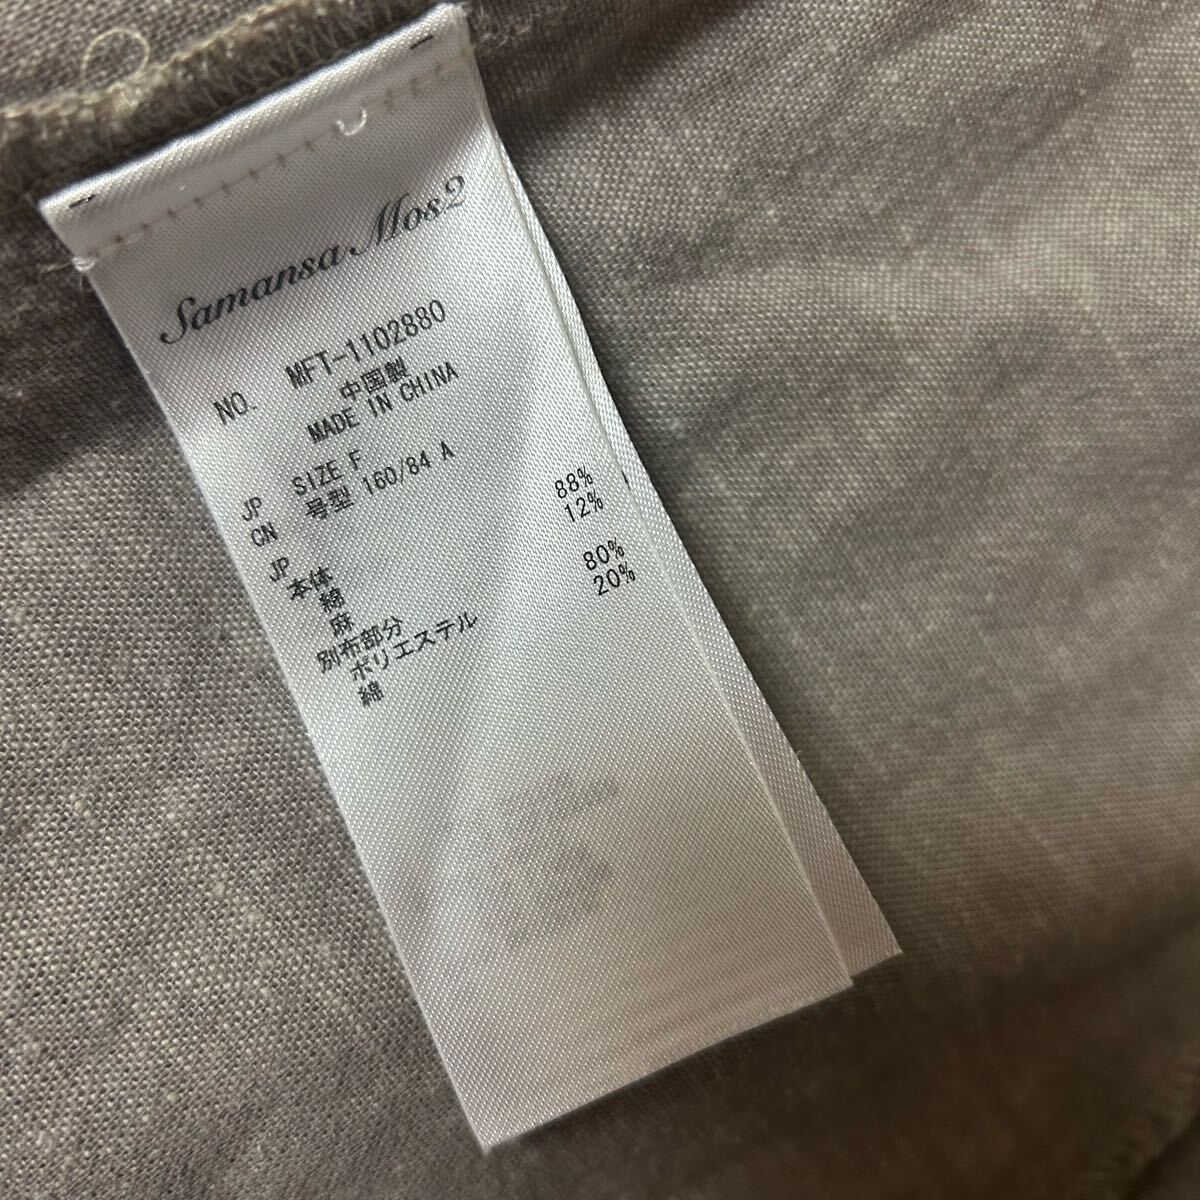 Samansa Mos2
NO. MFT-1102880
中国製
MADE IN CHINA
JP SIZE F
CN 号型 160/84 A
JP
本体
綿 88%
麻 12%
別布部分
ポリエステル 80%
綿 20%